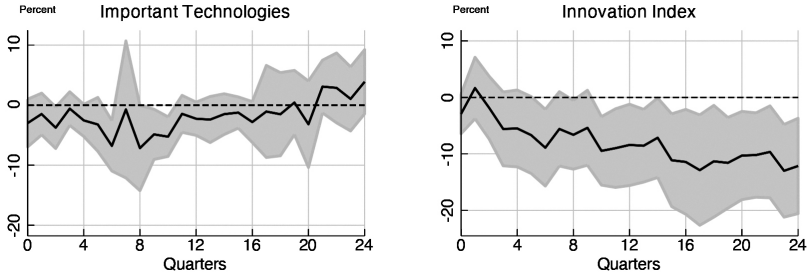 Percent
Important Technologies
10
0
-10
-20
0 4 8 12 16 20 24
Quarters
Percent
Innovation Index
10
0
-10
-20
0 4 8 12 16 20 24
Quarters